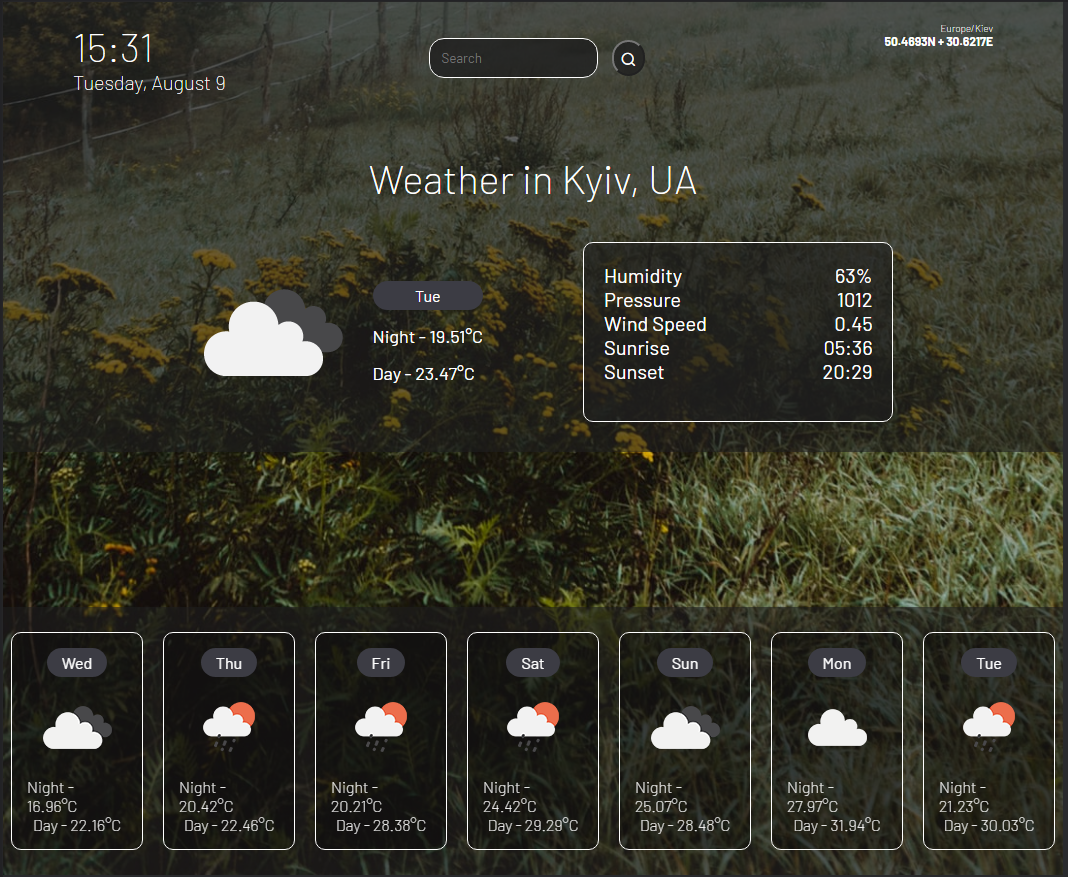 15:31
Tuesday, August 9
Search
Europe/Kiev
50.4693N + 30.6217E
Weather in Kyiv, UA
Tue
Night - 19.51°C
Day - 23.47°C
Humidity 63%
Pressure 1012
Wind Speed 0.45
Sunrise 05:36
Sunset 20:29
Wed
Night -
16.96°C
Day - 22.16°C
Thu
Night -
20.42°C
Day - 22.46°C
Fri
Night -
20.21°C
Day - 28.38°C
Sat
Night -
24.42°C
Day - 29.29°C
Sun
Night -
25.07°C
Day - 28.48°C
Mon
Night -
27.97°C
Day - 31.94°C
Tue
Night -
21.23°C
Day - 30.03°C